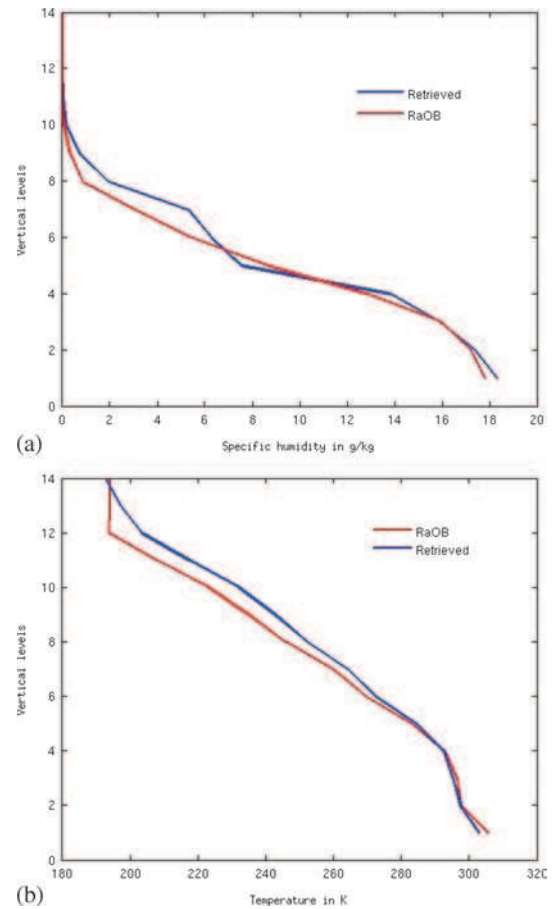 14
12
10
8
6
4
2
0
Vertical levels
Retrieved
RaOB
0 2 4 6 8 10 12 14 16 18 20
Specific humidity in g/kg
(a)
14
12
10
8
6
4
2
0
Vertical levels
RaOB
Retrieved
180 200 220 240 260 280 300 320
Temperature in K
(b)